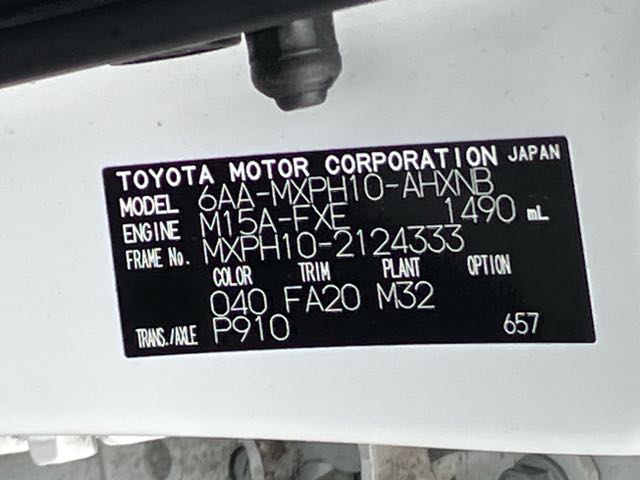 TOYOTA MOTOR CORPORATION JAPAN
MODEL 6AA-MXPH10-AHXNB
ENGINE M15A-FXE 1490 mL
FRAME No. MXPH10-2124333
COLOR TRIM PLANT OPTION
040 FA20 M32
TRANS./AXLE P910 657